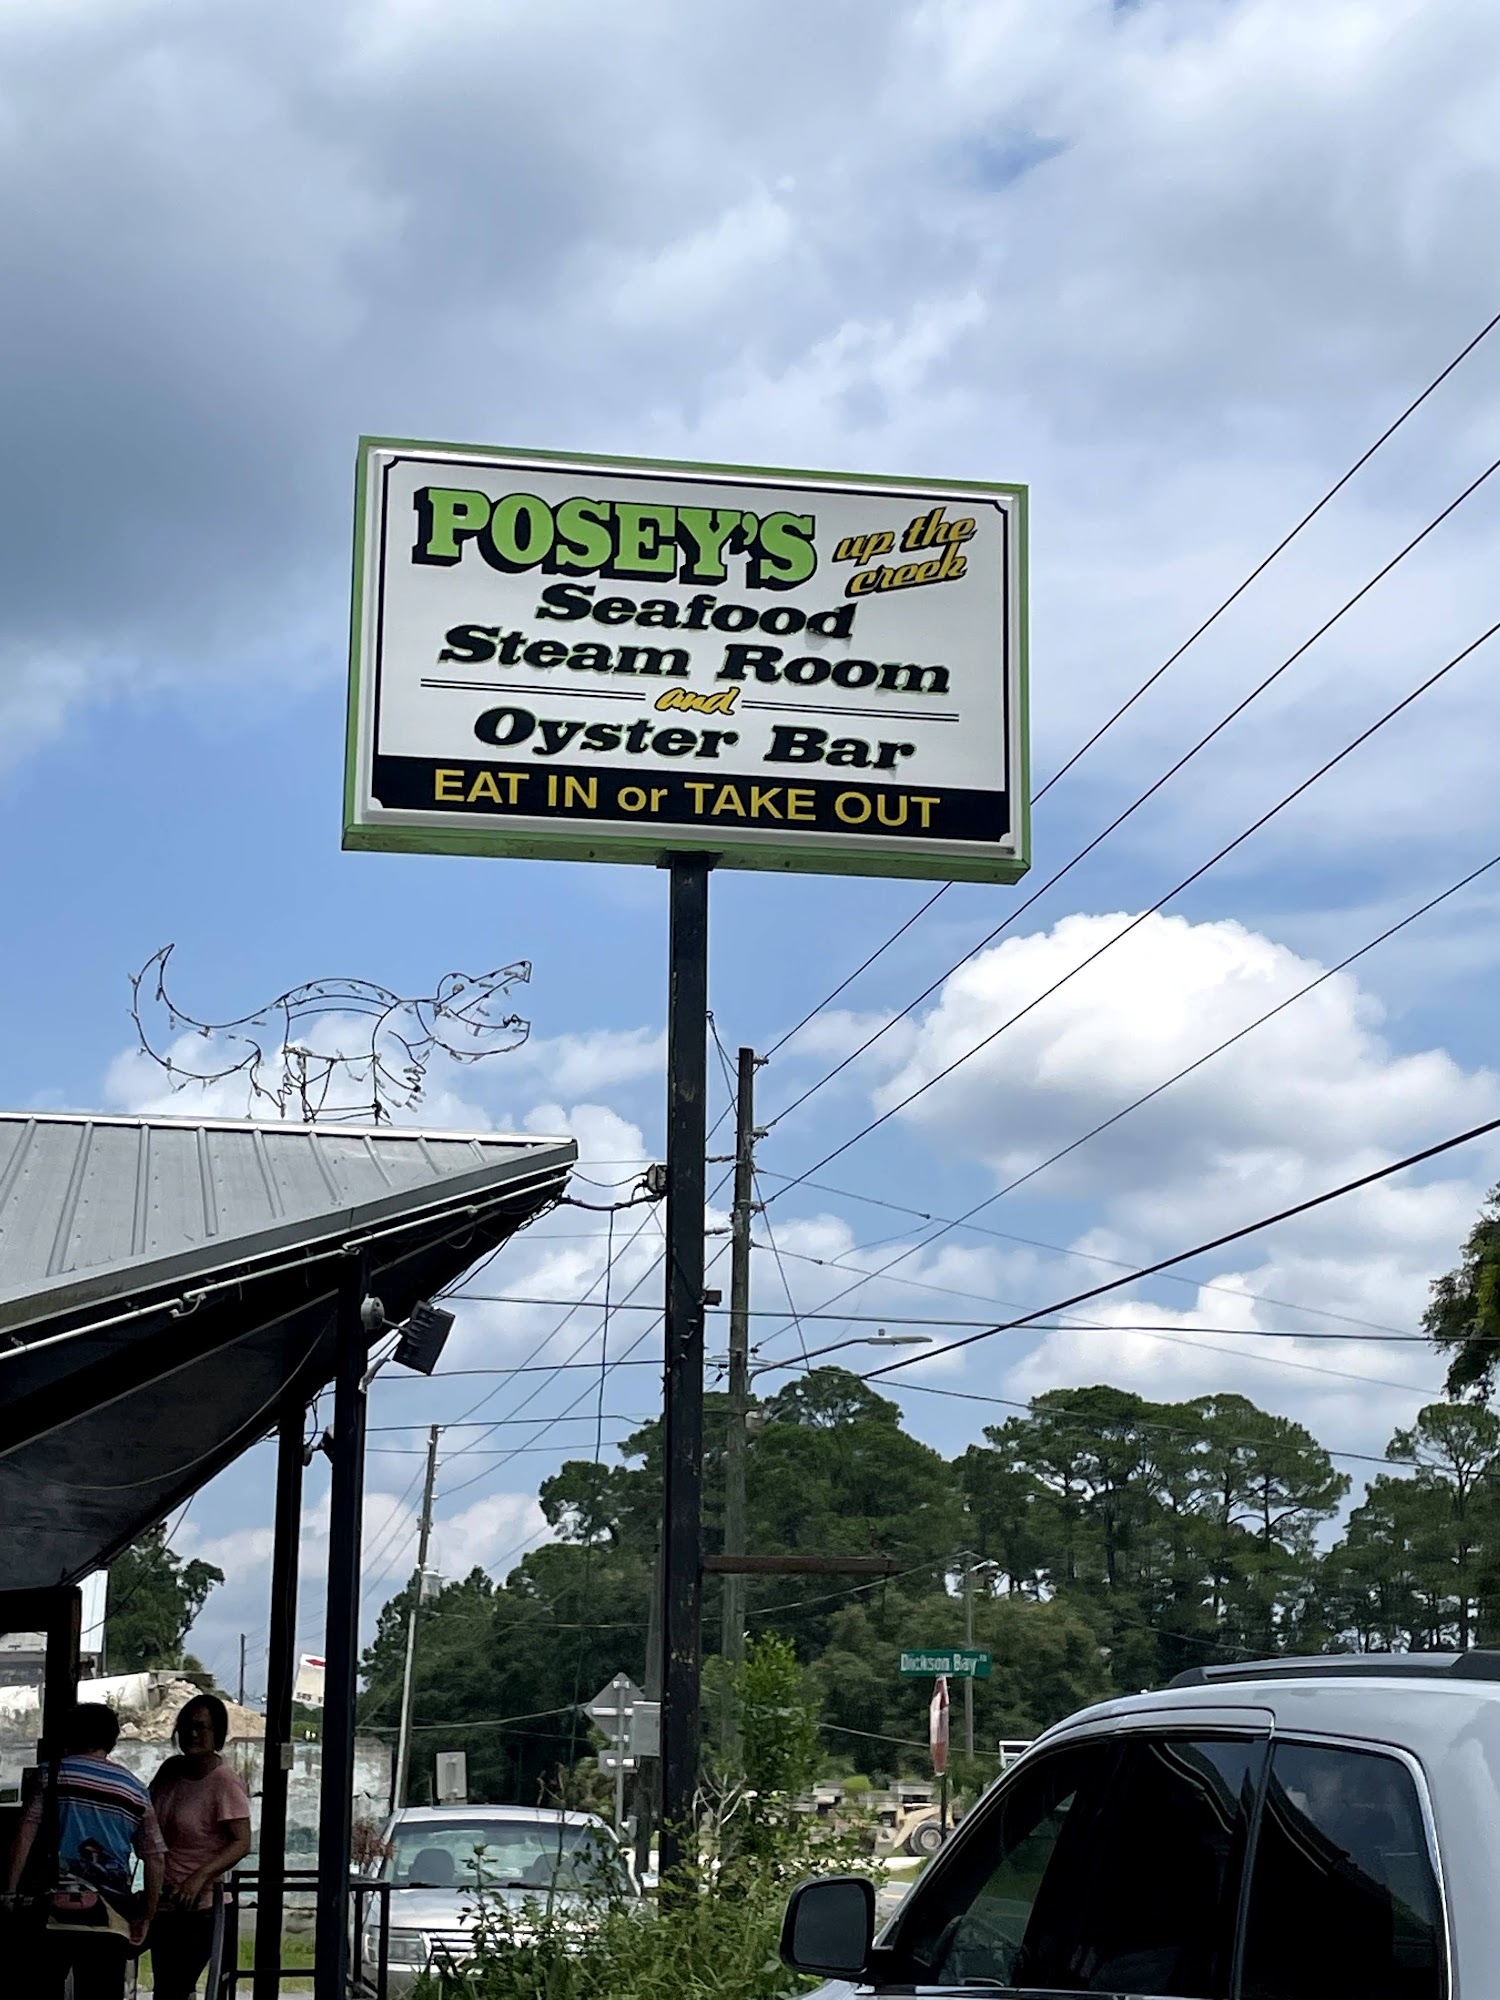 POSEY'S up the
creek
Seafood
Steam Room
and
Oyster Bar
EAT IN or TAKE OUT
Dickson Bay